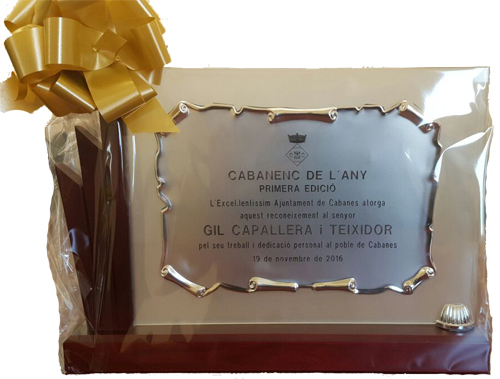 CABANENC DE L'ANY
PRIMERA EDICIÓ
L'Excel.lentíssim Ajuntament de Cabanes atorga
aquest reconeixement al senyor
GIL CAPALLERA i TEIXIDOR
pel seu treball i dedicació personal al poble de Cabanes
19 de novembre de 2016